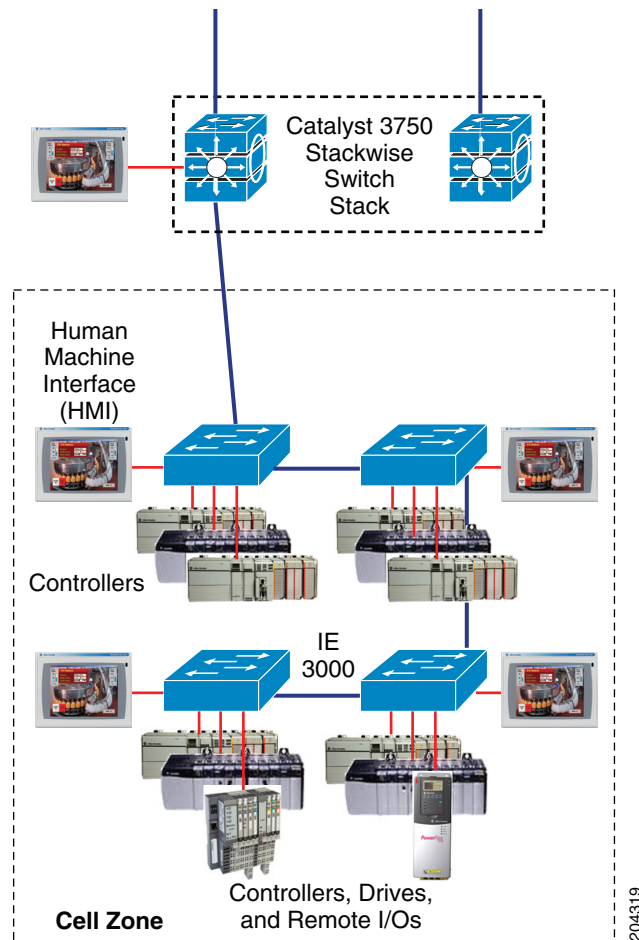 Catalyst 3750
Stackwise
Switch
Stack
Human
Machine
Interface
(HMI)
Controllers
IE
3000
PowerFlex
Controllers, Drives,
and Remote I/Os
Cell Zone
204319